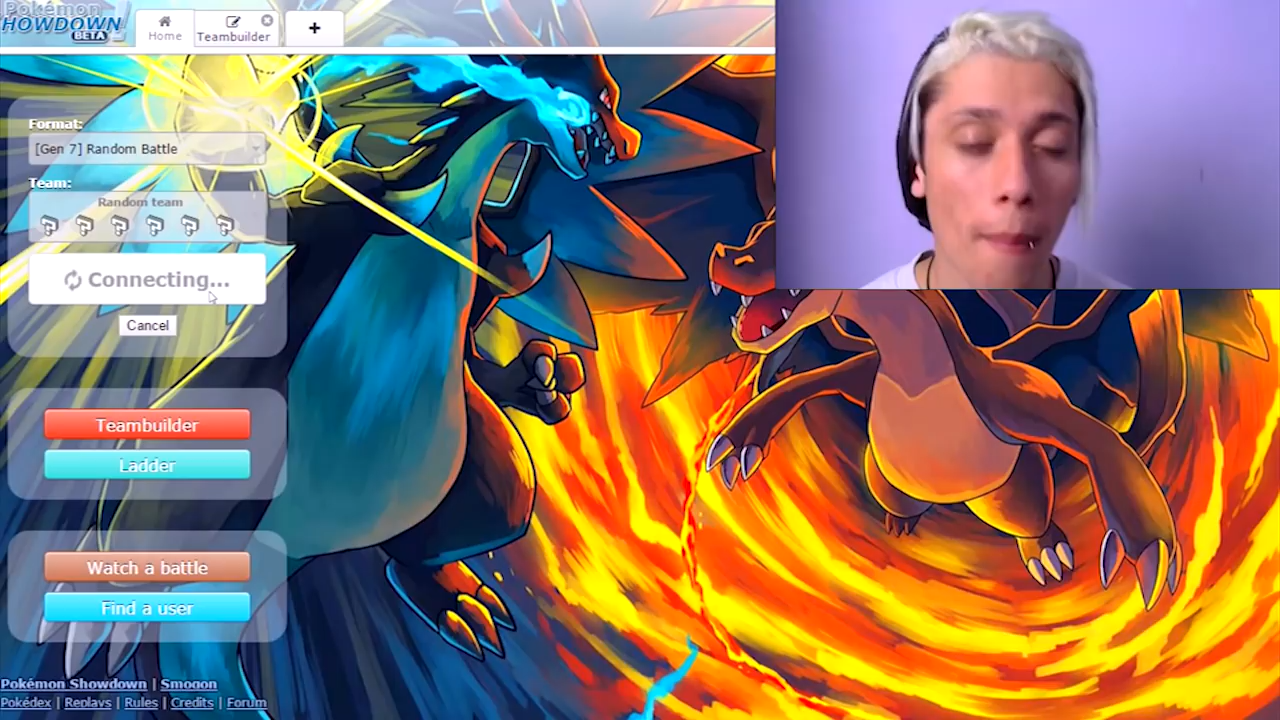 Pokémon
HOWDOWN
BETA
Home
Teambuilder
+
Format:
[Gen 7] Random Battle
Team:
Random team
Connecting...
Cancel
Teambuilder
Ladder
Watch a battle
Find a user
Pokémon Showdown | Smogon
Pokédex | Replays | Rules | Credits | Forum